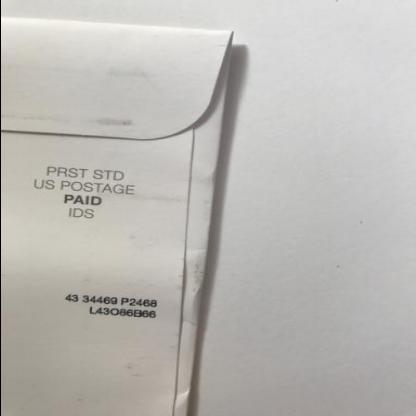 PRST STD
US POSTAGE
PAID
IDS
43 34469 P2468
L43O86B66